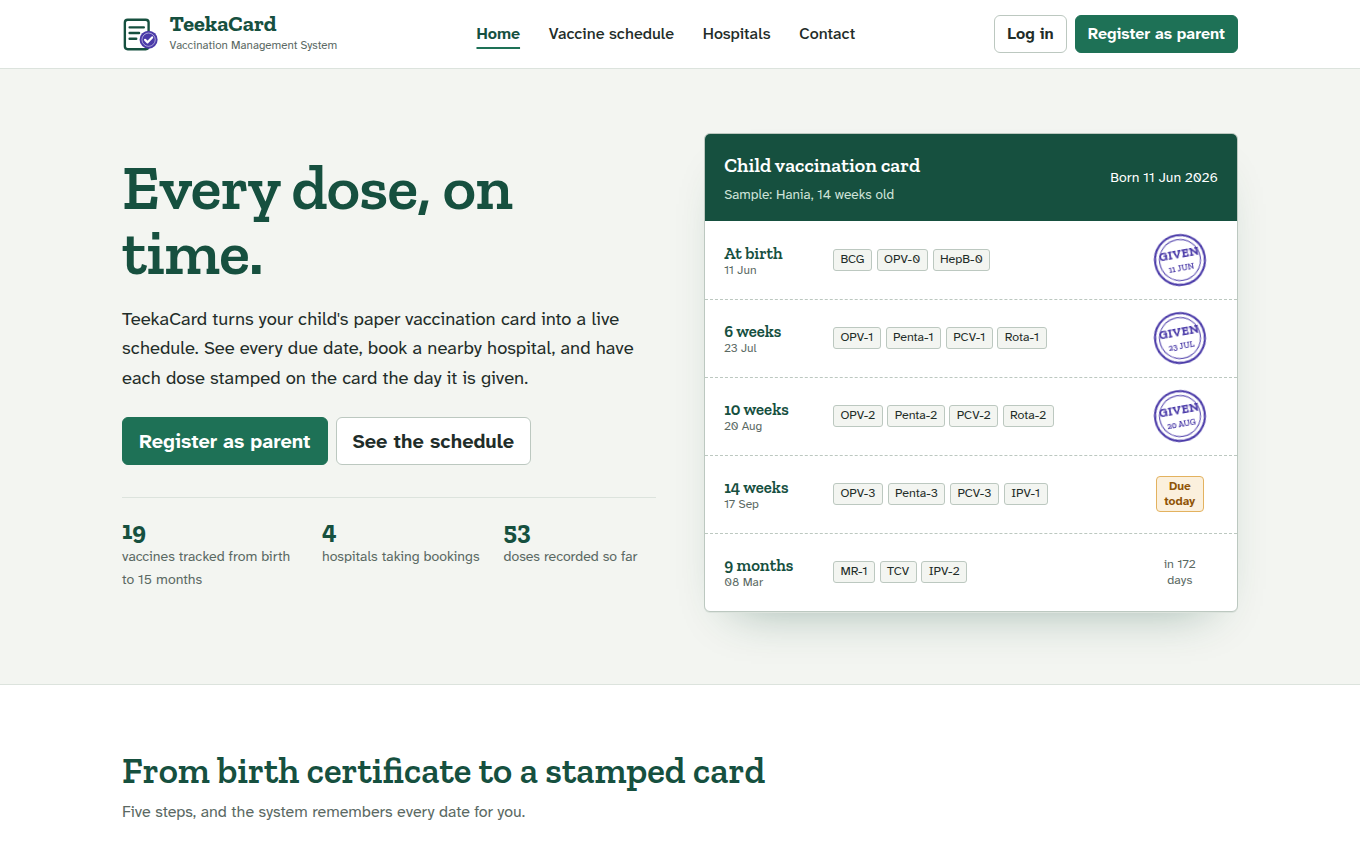 TeekaCard
Vaccination Management System
Home
Vaccine schedule
Hospitals
Contact
Log in
Register as parent
Every dose, on
time.
TeekaCard turns your child's paper vaccination card into a live
schedule. See every due date, book a nearby hospital, and have
each dose stamped on the card the day it is given.
Register as parent
See the schedule
19
vaccines tracked from birth
to 15 months
4
hospitals taking bookings
53
doses recorded so far
Child vaccination card
Sample: Hania, 14 weeks old
Born 11 Jun 2026
At birth
11 Jun
BCG
OPV-0
HepB-0
GIVEN
11 JUN
6 weeks
23 Jul
OPV-1
Penta-1
PCV-1
Rota-1
GIVEN
23 JUL
10 weeks
20 Aug
OPV-2
Penta-2
PCV-2
Rota-2
GIVEN
20 AUG
14 weeks
17 Sep
OPV-3
Penta-3
PCV-3
IPV-1
Due
today
9 months
08 Mar
MR-1
TCV
IPV-2
in 172
days
From birth certificate to a stamped card
Five steps, and the system remembers every date for you.